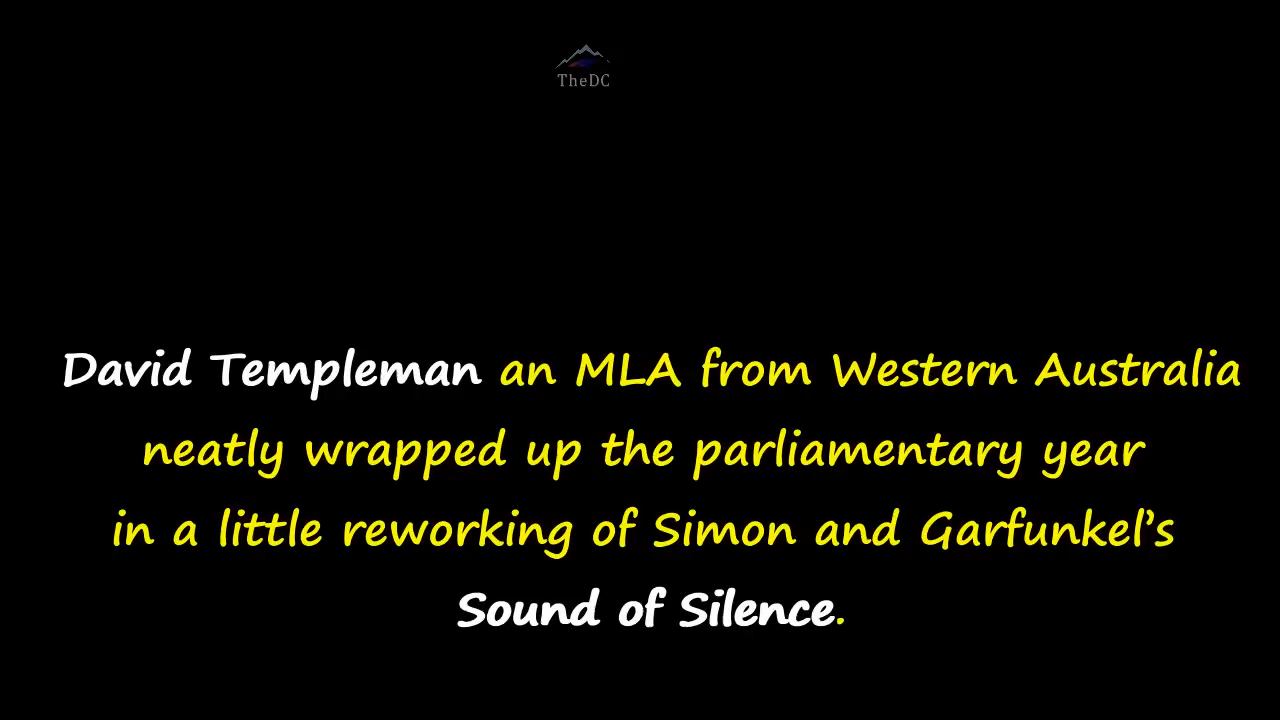 TheDC
David Templeman an MLA from Western Australia
neatly wrapped up the parliamentary year
in a little reworking of Simon and Garfunkel's
Sound of Silence.